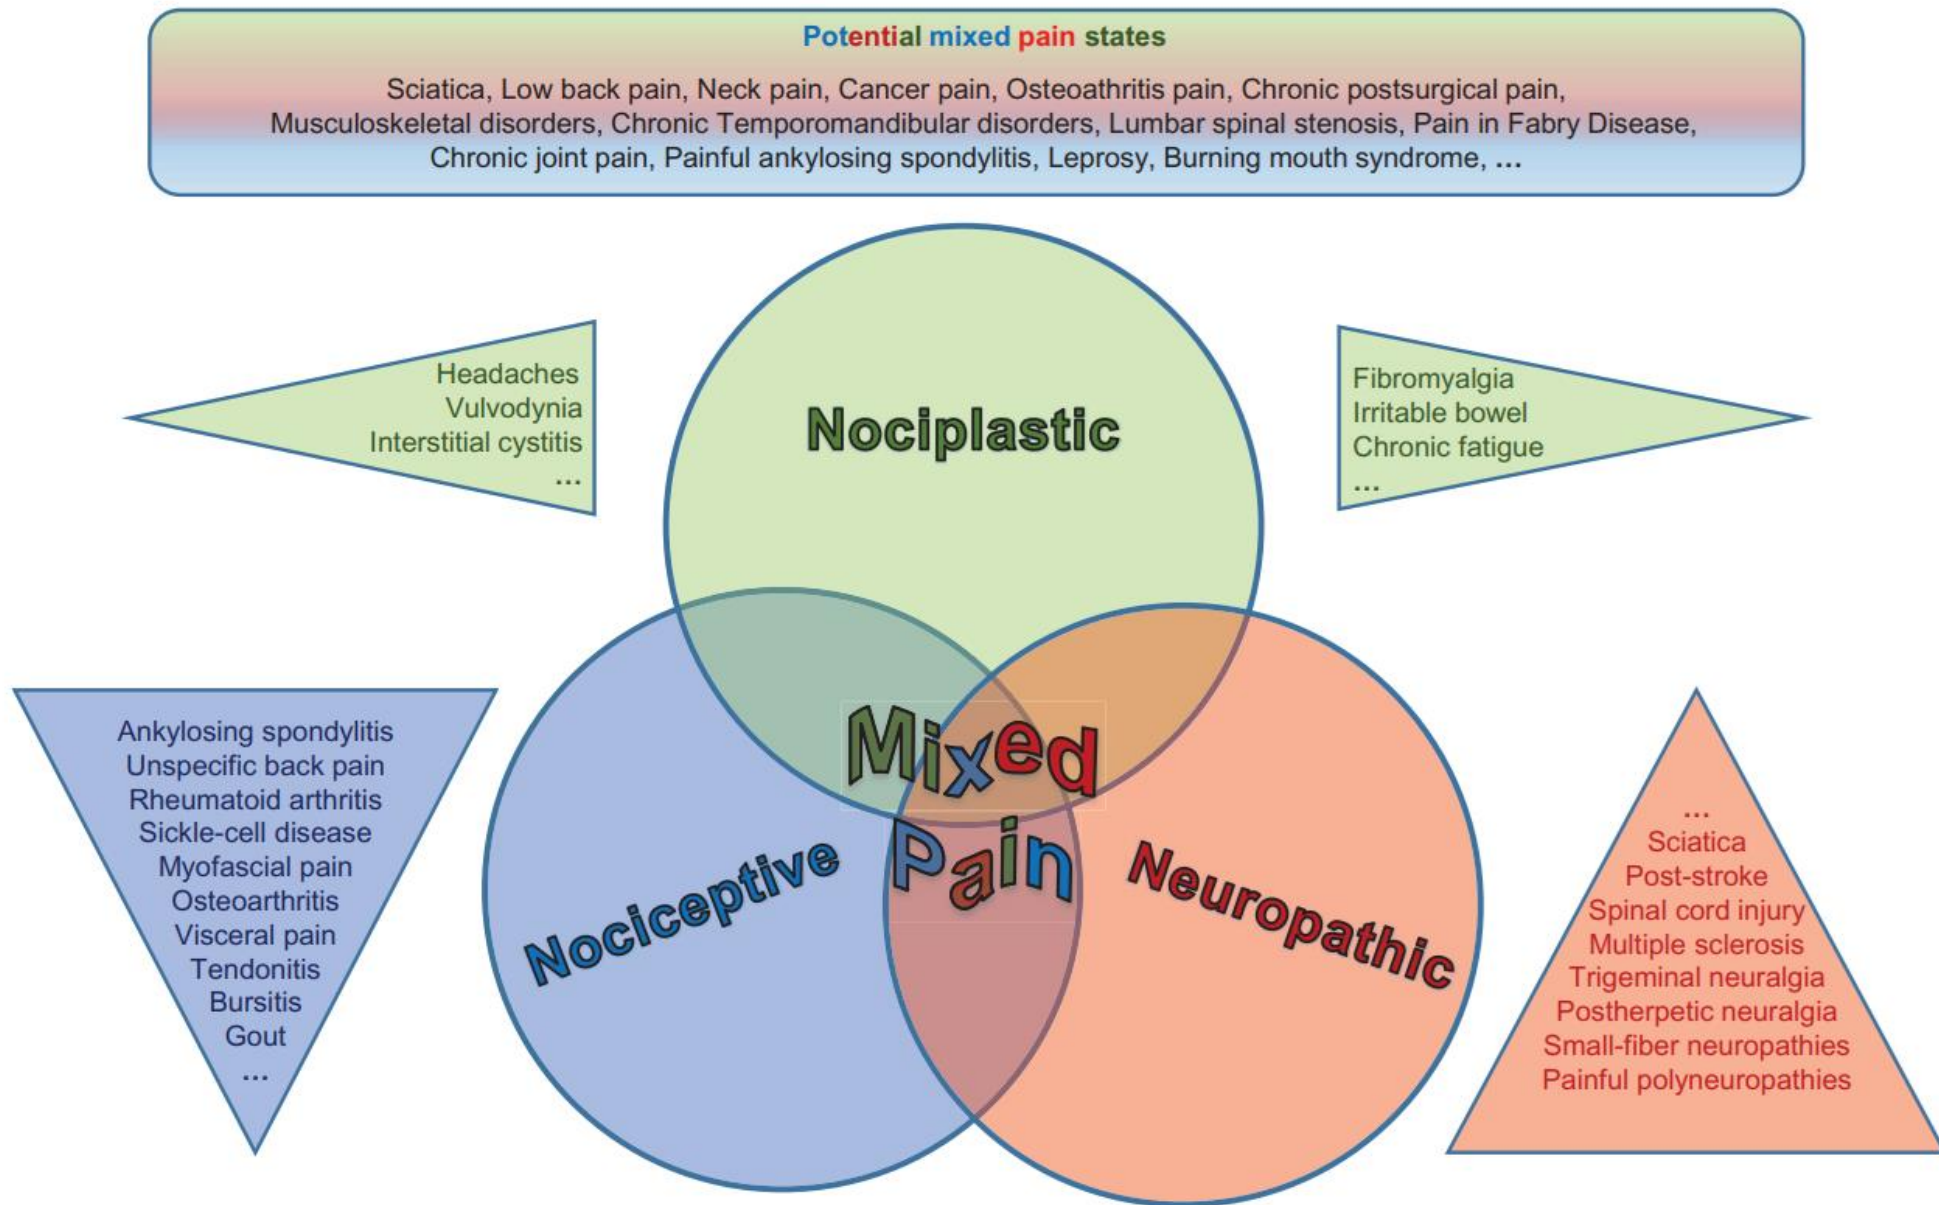 Potential mixed pain states
Sciatica, Low back pain, Neck pain, Cancer pain, Osteoathritis pain, Chronic postsurgical pain,
Musculoskeletal disorders, Chronic Temporomandibular disorders, Lumbar spinal stenosis, Pain in Fabry Disease,
Chronic joint pain, Painful ankylosing spondylitis, Leprosy, Burning mouth syndrome, ...
Headaches
Vulvodynia
Interstitial cystitis
...
Nociplastic
Fibromyalgia
Irritable bowel
Chronic fatigue
...
Ankylosing spondylitis
Unspecific back pain
Rheumatoid arthritis
Sickle-cell disease
Myofascial pain
Osteoarthritis
Visceral pain
Tendonitis
Bursitis
Gout
...
Nociceptive
Mixed
Pain
Neuropathic
...
Sciatica
Post-stroke
Spinal cord injury
Multiple sclerosis
Trigeminal neuralgia
Postherpetic neuralgia
Small-fiber neuropathies
Painful polyneuropathies